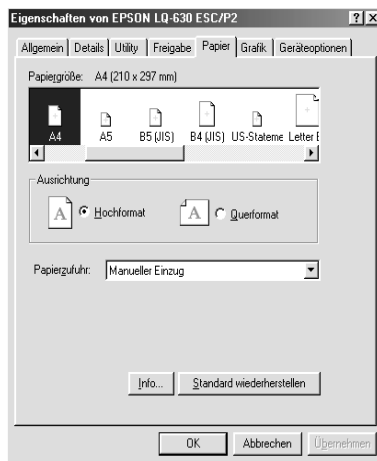 Eigenschaften von EPSON LQ-630 ESC/P2
Allgemein Details Utility Freigabe Papier Grafik Geräteoptionen
Papiergröße: A4 (210 x 297 mm)
A4 A5 B5 (JIS) B4 (JIS) US-Stateme Letter E
Ausrichtung
A Hochformat A Querformat
Papierzufuhr: Manueller Einzug
Info... Standard wiederherstellen
OK Abbrechen Übernehmen